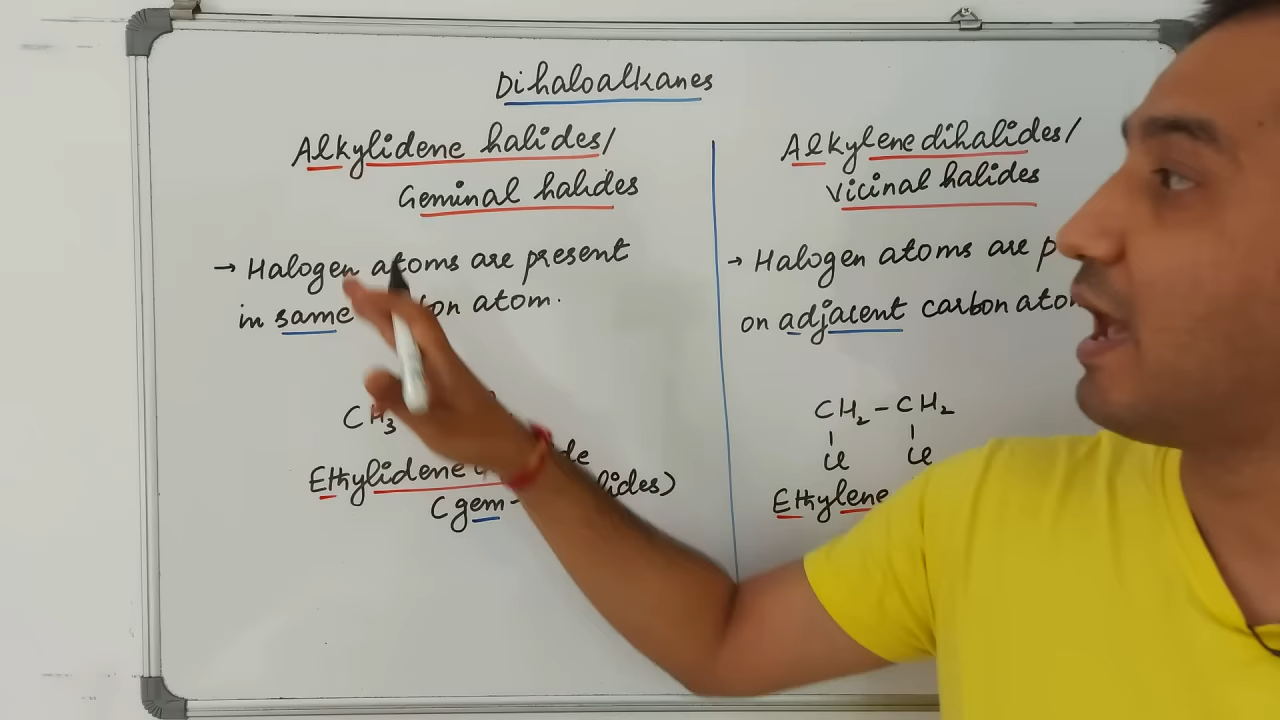 Dihaloalkanes
Alkylidene halides/
Geminal halides
→ Halogen atoms are present
in same atom.
CH3
Ethylidene
(gem-
Alkylene dihalides/
Vicinal halides
→ Halogen atoms are
on adjacent carbon
CH2-CH2
Cl Cl
Ethylene